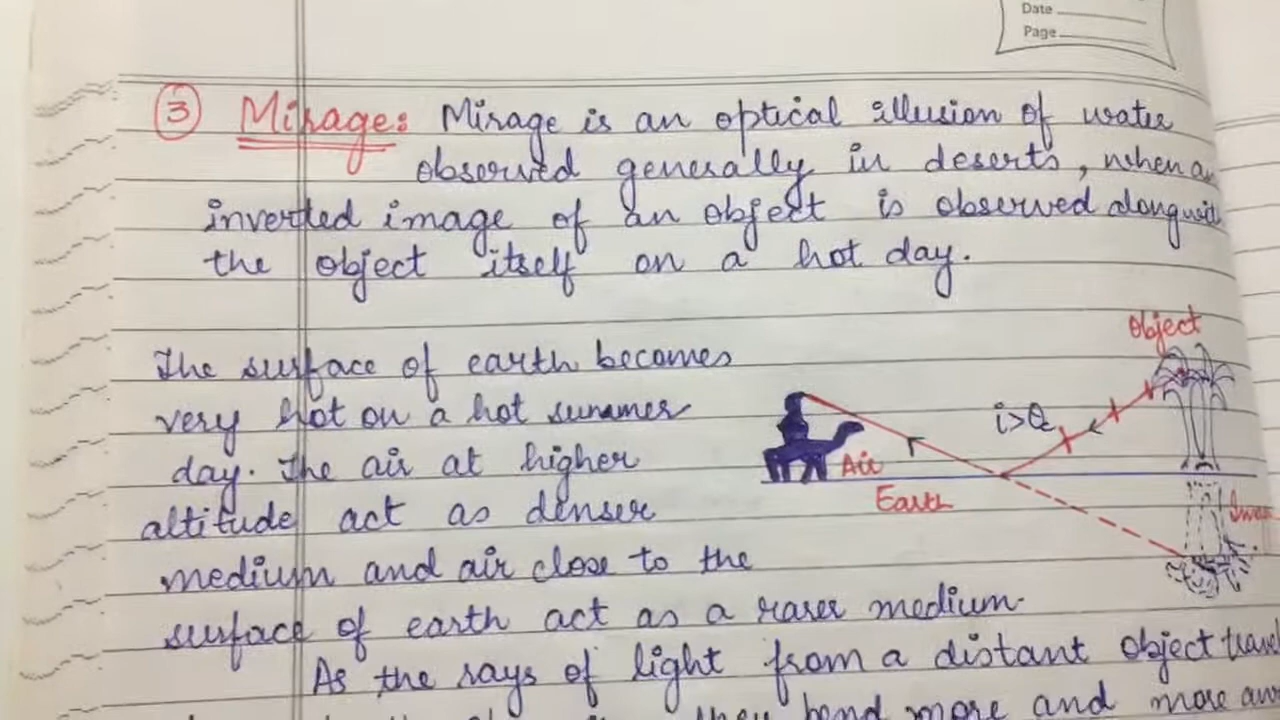 Date
Page
③ Mirage: Mirage is an optical illusion of water
observed generally in deserts, when a
inverted image of an object is observed along
the object itself on a hot day.
Object
The surface of earth becomes
very hot on a hot summer
i>θc
day. The air at higher
Air
Earth
altitude act as denser
medium and air close to the
surface of earth act as a rarer medium.
As the rays of light from a distant object travel
they bend more and more